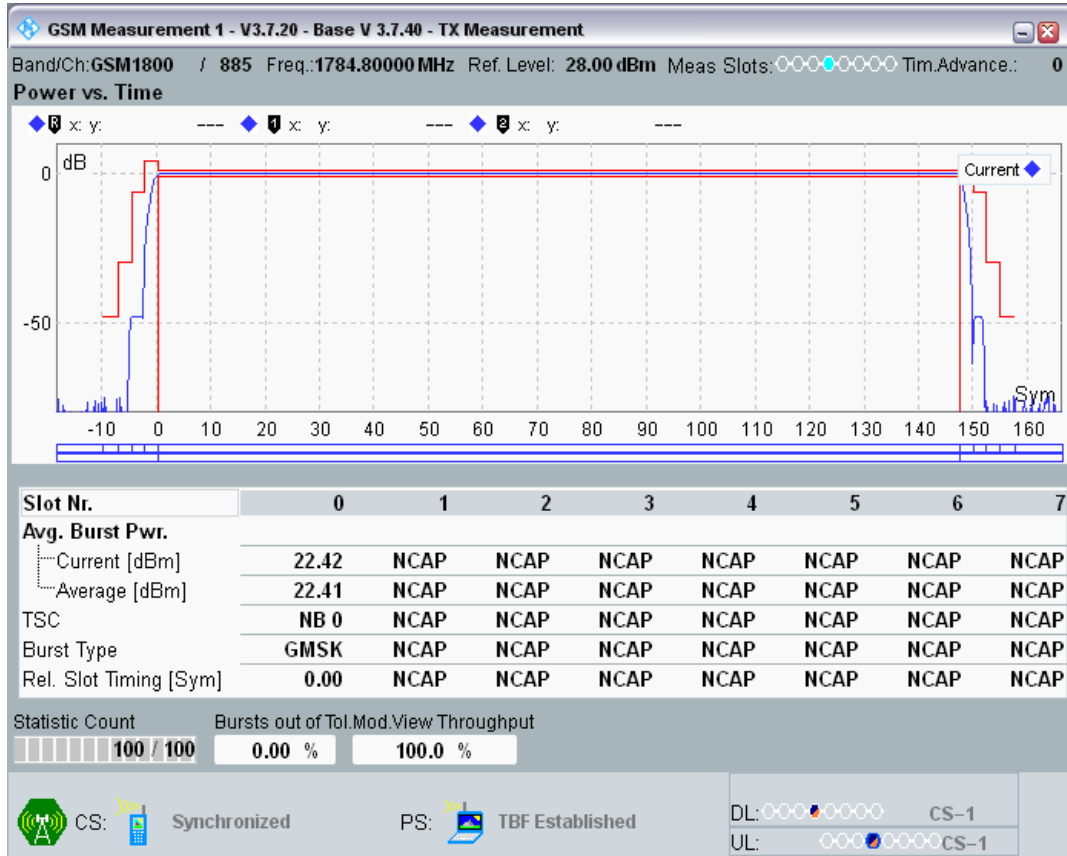 GSM Measurement 1 - V3.7.20 - Base V 3.7.40 - TX Measurement
Band/Ch:GSM1800 / 885 Freq.:1784.80000 MHz Ref. Level: 28.00 dBm Meas Slots: Tim.Advance.: 0
Power vs. Time
R x: y: --- 1 x: y: --- 2 x: y: ---
dB
Current
0
-50
Sym
-10 0 10 20 30 40 50 60 70 80 90 100 110 120 130 140 150 160
Slot Nr. 0 1 2 3 4 5 6 7
Avg. Burst Pwr.
Current [dBm] 22.42 NCAP NCAP NCAP NCAP NCAP NCAP NCAP
Average [dBm] 22.41 NCAP NCAP NCAP NCAP NCAP NCAP NCAP
TSC NB 0 NCAP NCAP NCAP NCAP NCAP NCAP NCAP
Burst Type GMSK NCAP NCAP NCAP NCAP NCAP NCAP NCAP
Rel. Slot Timing [Sym] 0.00 NCAP NCAP NCAP NCAP NCAP NCAP NCAP
Statistic Count Bursts out of Tol. Mod.View Throughput
100 / 100 0.00 % 100.0 %
CS: Synchronized PS: TBF Established DL: CS-1
UL: CS-1